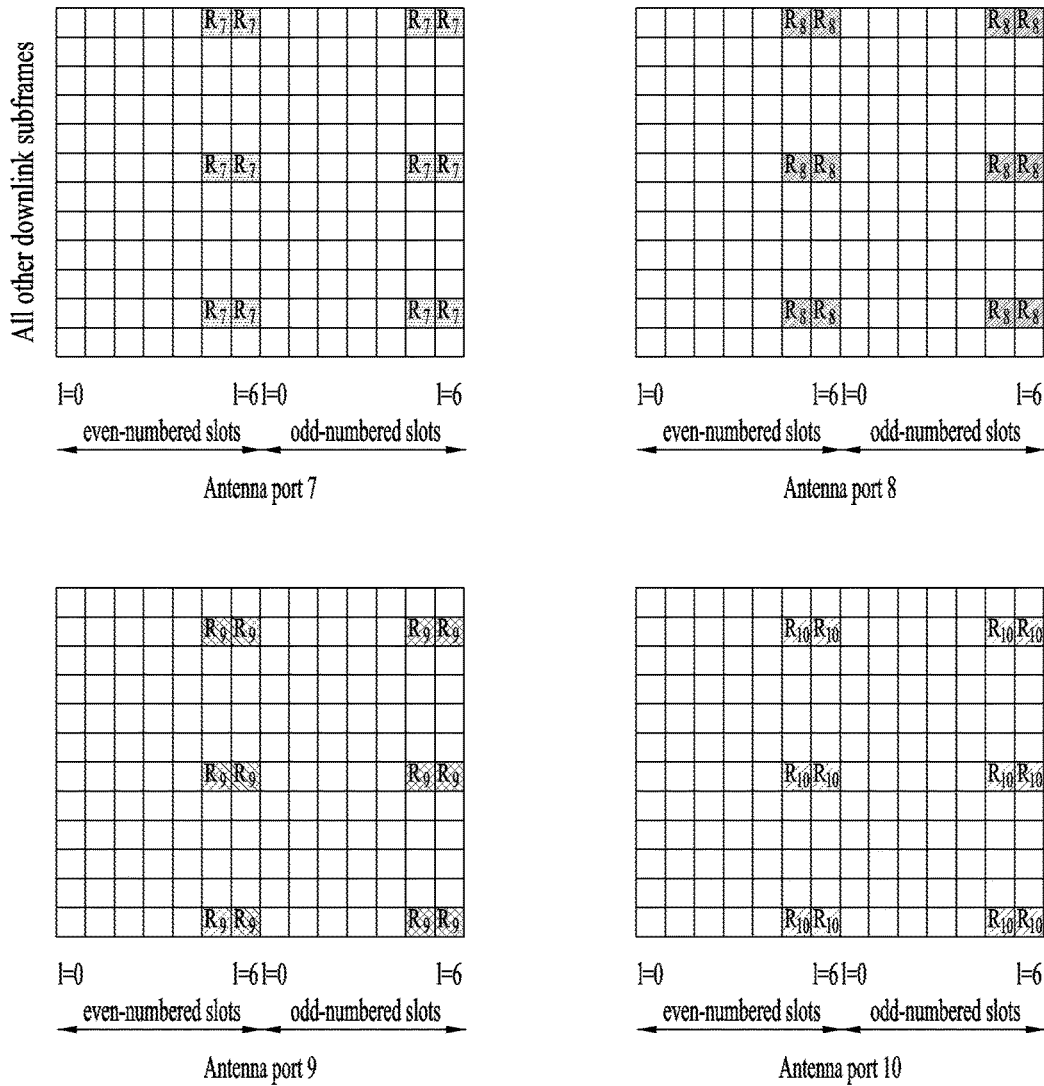 All other downlink subframes
R7 R7 R7 R7 R8 R8 R8 R8
R7 R7 R7 R7 R8 R8 R8 R8
R7 R7 R7 R7 R8 R8 R8 R8
l=0 l=6 l=0 l=6 l=0 l=6 l=0 l=6
even-numbered slots odd-numbered slots even-numbered slots odd-numbered slots
Antenna port 7 Antenna port 8
R9 R9 R9 R9 R10 R10 R10 R10
R9 R9 R9 R9 R10 R10 R10 R10
R9 R9 R9 R9 R10 R10 R10 R10
l=0 l=6 l=0 l=6 l=0 l=6 l=0 l=6
even-numbered slots odd-numbered slots even-numbered slots odd-numbered slots
Antenna port 9 Antenna port 10